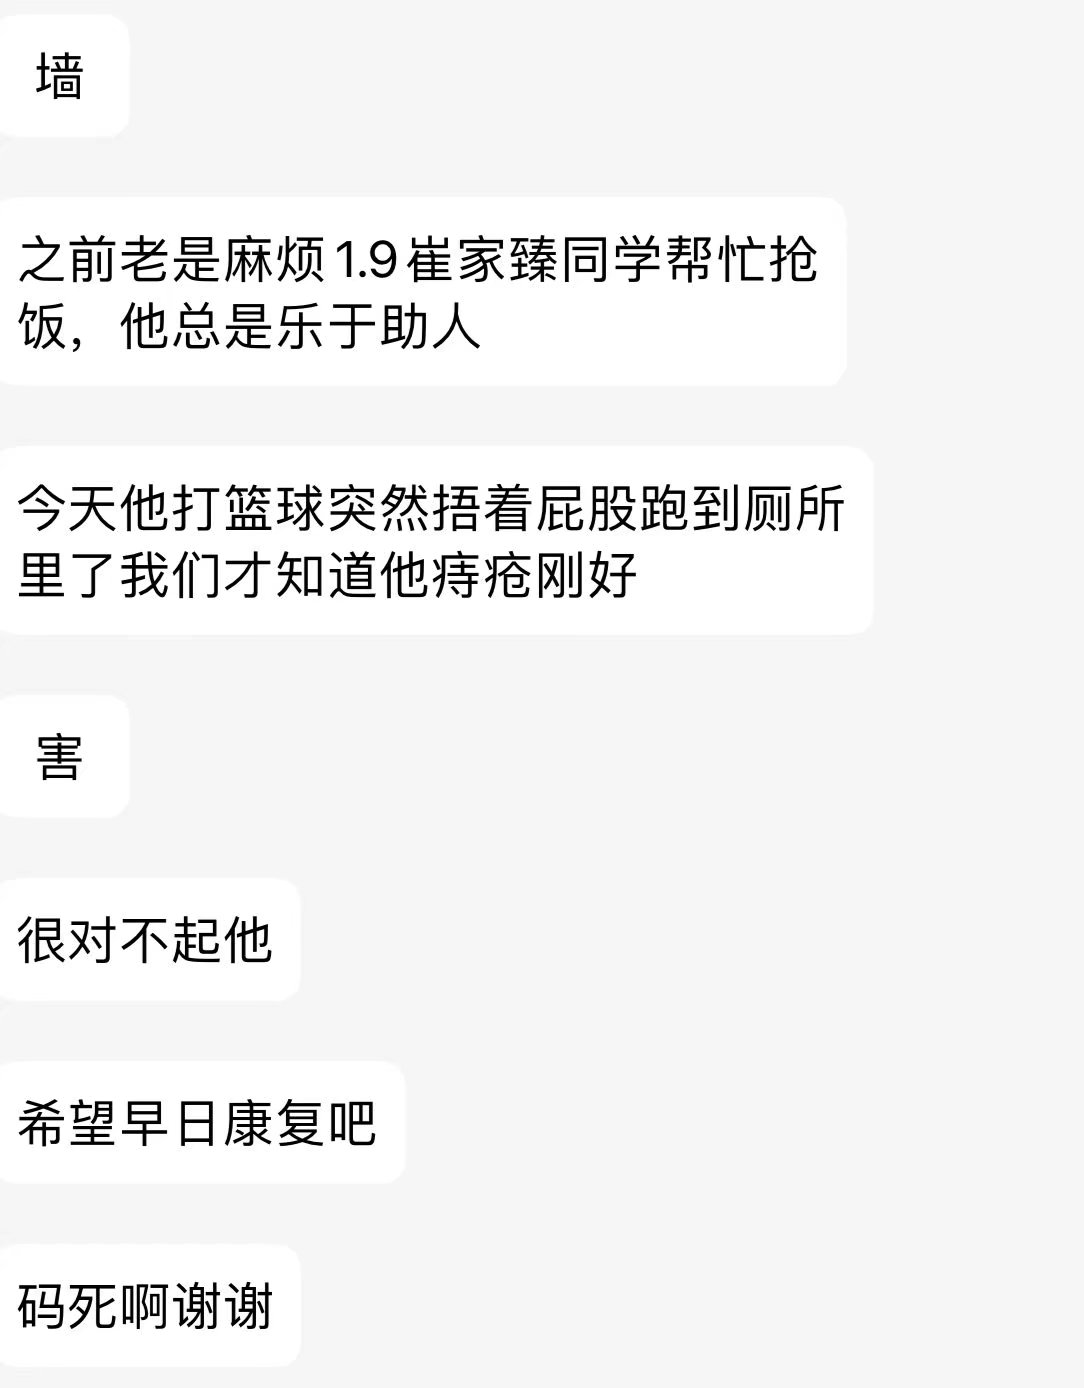 墙
之前老是麻烦1.9崔家臻同学帮忙抢
饭，他总是乐于助人
今天他打篮球突然捂着屁股跑到厕所
里了我们才知道他痔疮刚好
害
很对不起他
希望早日康复吧
码死啊谢谢